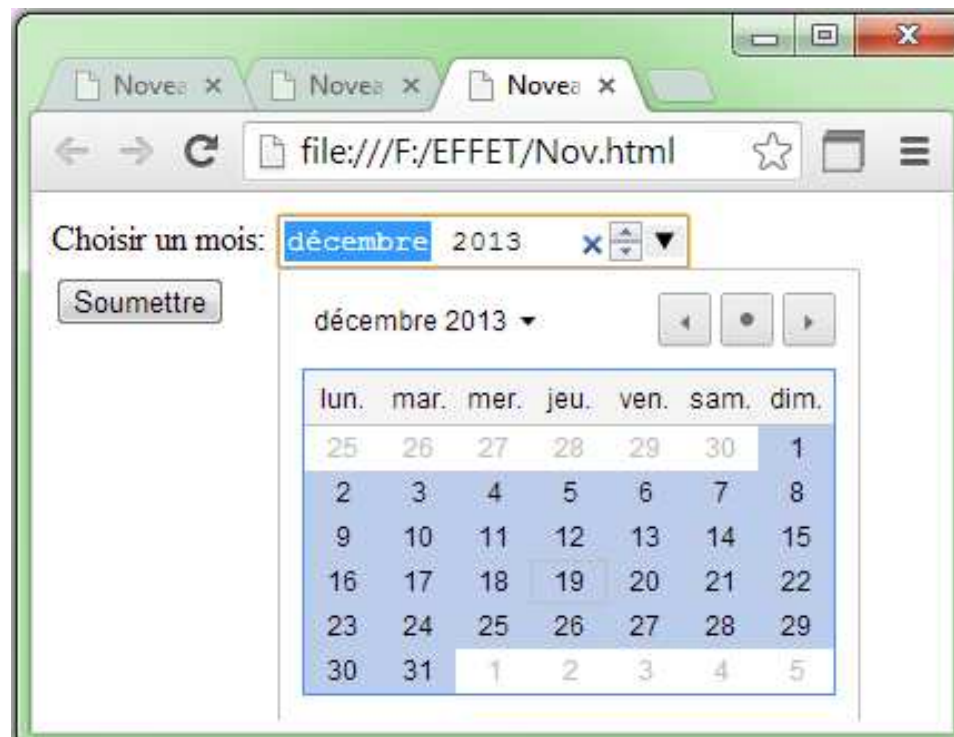 Novea Novea Novea
file:///F:/EFFET/Nov.html
Choisir un mois: décembre 2013
Soumettre
décembre 2013
lun. mar. mer. jeu. ven. sam. dim.
25 26 27 28 29 30 1
2 3 4 5 6 7 8
9 10 11 12 13 14 15
16 17 18 19 20 21 22
23 24 25 26 27 28 29
30 31 1 2 3 4 5